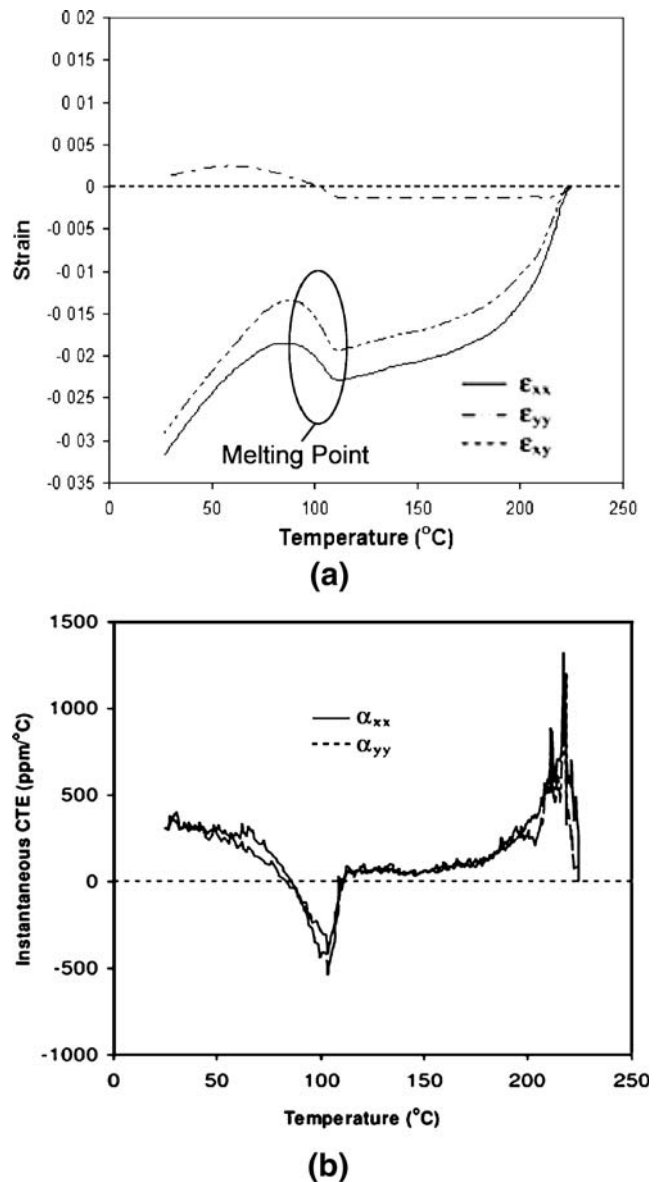 0 02
0 015
0 01
0 005
0
-0 005
-0 01
-0 015
-0 02
-0 025
-0 03
-0 035
Strain
Melting Point
εxx
εyy
εxy
0 50 100 150 200 250
Temperature (°C)
(a)
1500
1000
500
0
-500
-1000
Instantaneous CTE (ppm/°C)
αxx
αyy
0 50 100 150 200 250
Temperature (°C)
(b)